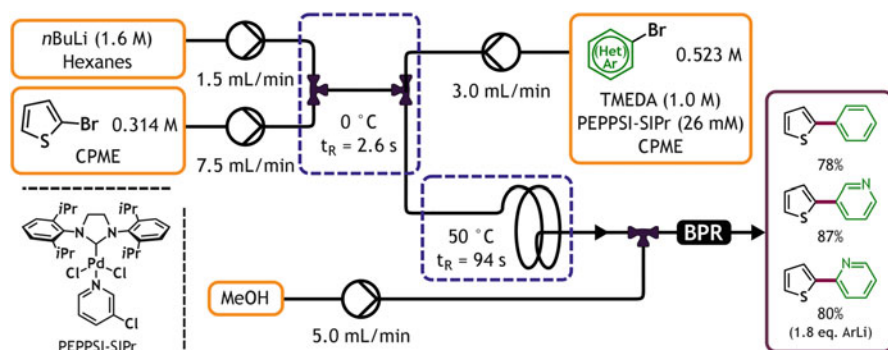 nBuLi (1.6 M)
Hexanes
1.5 mL/min
S
Br
0.314 M
CPME
7.5 mL/min
0 °C
tR = 2.6 s
3.0 mL/min
(Het)
Ar
Br
0.523 M
TMEDA (1.0 M)
PEPPSI-SIPr (26 mM)
CPME
50 °C
tR = 94 s
BPR
MeOH
5.0 mL/min
iPr
iPr
N
N
iPr
iPr
Cl
Pd
Cl
N
Cl
PEPPSI-SIPr
S
78%
S
N
87%
S
N
80%
(1.8 eq. ArLi)